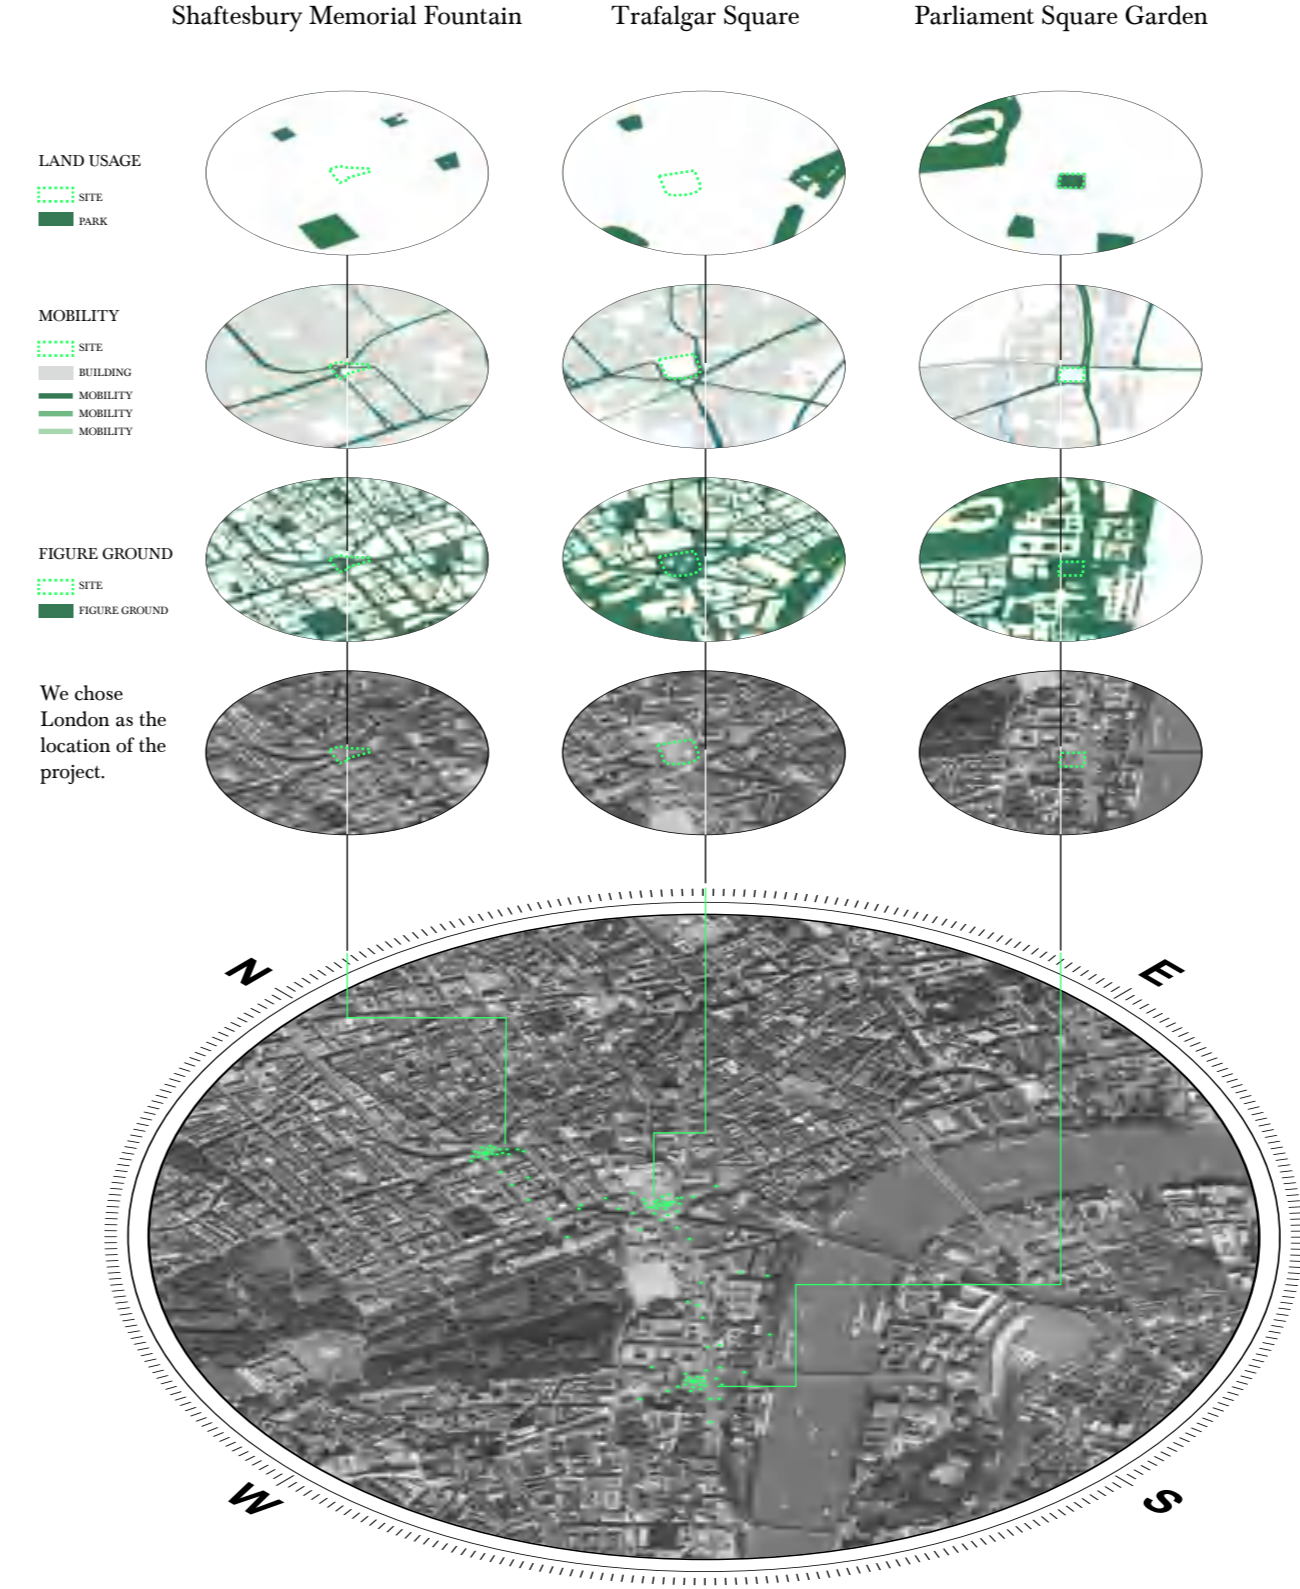 Shaftesbury Memorial Fountain
Trafalgar Square
Parliament Square Garden
LAND USAGE
SITE
PARK
MOBILITY
SITE
BUILDING
MOBILITY
MOBILITY
MOBILITY
FIGURE GROUND
SITE
FIGURE GROUND
We chose
London as the
location of the
project.
N
E
W
S